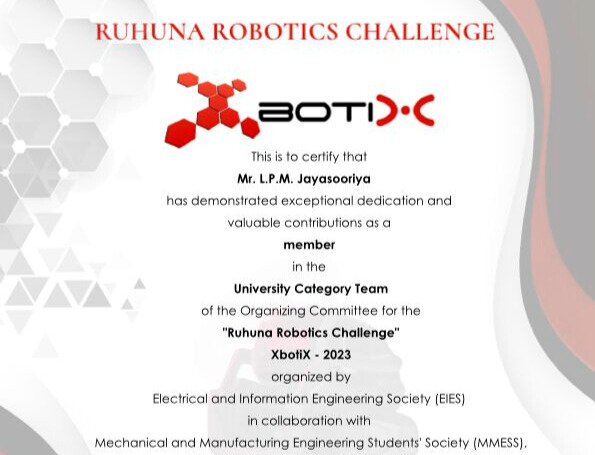 RUHUNA ROBOTICS CHALLENGE
XBOTIX
This is to certify that
Mr. L.P.M. Jayasooriya
has demonstrated exceptional dedication and
valuable contributions as a
member
in the
University Category Team
of the Organizing Committee for the
"Ruhuna Robotics Challenge"
XbotiX - 2023
organized by
Electrical and Information Engineering Society (EIES)
in collaboration with
Mechanical and Manufacturing Engineering Students' Society (MMESS),